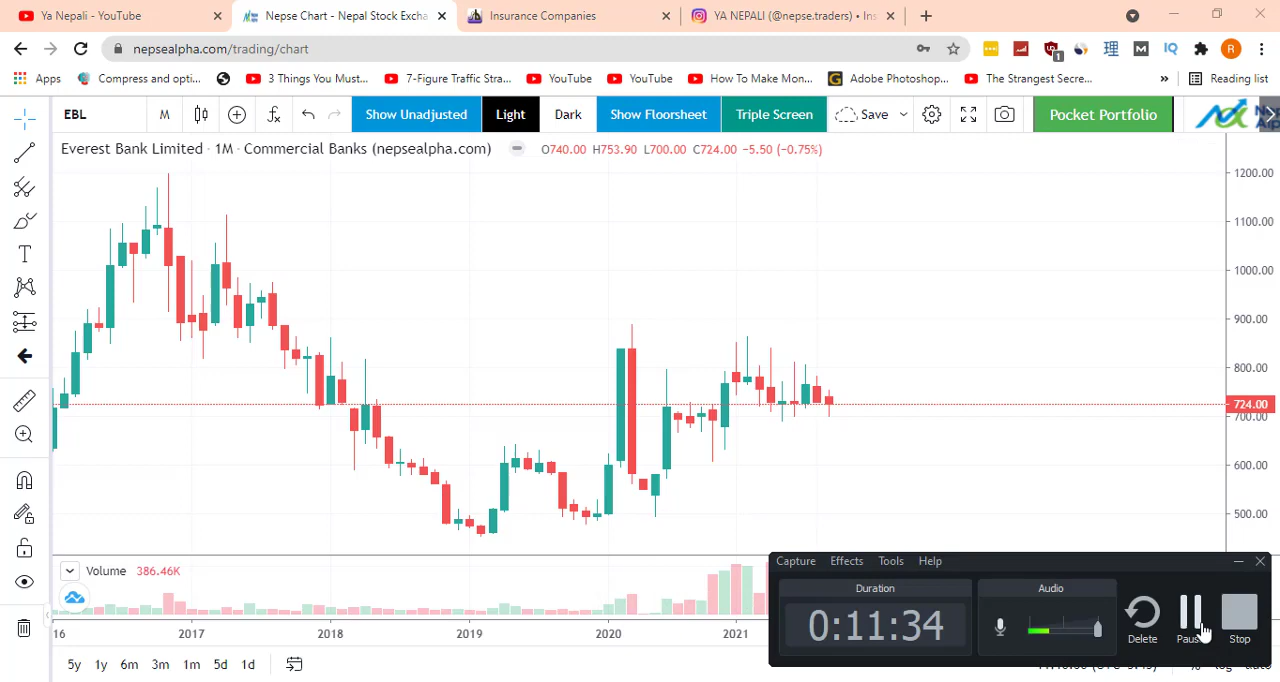 Ya Nepali - YouTube
Nepse Chart - Nepal Stock Excha
Insurance Companies
YA NEPALI (@nepse.traders) • Ins
nepsealpha.com/trading/chart
1
理
M
IQ
R
Apps
Compress and opti...
3 Things You Must...
7-Figure Traffic Stra...
YouTube
YouTube
How To Make Mon...
Adobe Photoshop...
The Strangest Secre...
»
Reading list
EBL
M
Show Unadjusted
Light
Dark
Show Floorsheet
Triple Screen
Save
Pocket Portfolio
Everest Bank Limited · 1M · Commercial Banks (nepsealpha.com)
O740.00 H753.90 L700.00 C724.00 −5.50 (−0.75%)
1200.00
1100.00
1000.00
900.00
800.00
724.00
700.00
600.00
500.00
Volume 386.46K
16
2017
2018
2019
2020
2021
5y
1y
6m
3m
1m
5d
1d
Capture
Effects
Tools
Help
Duration
0:11:34
Audio
Delete
Stop